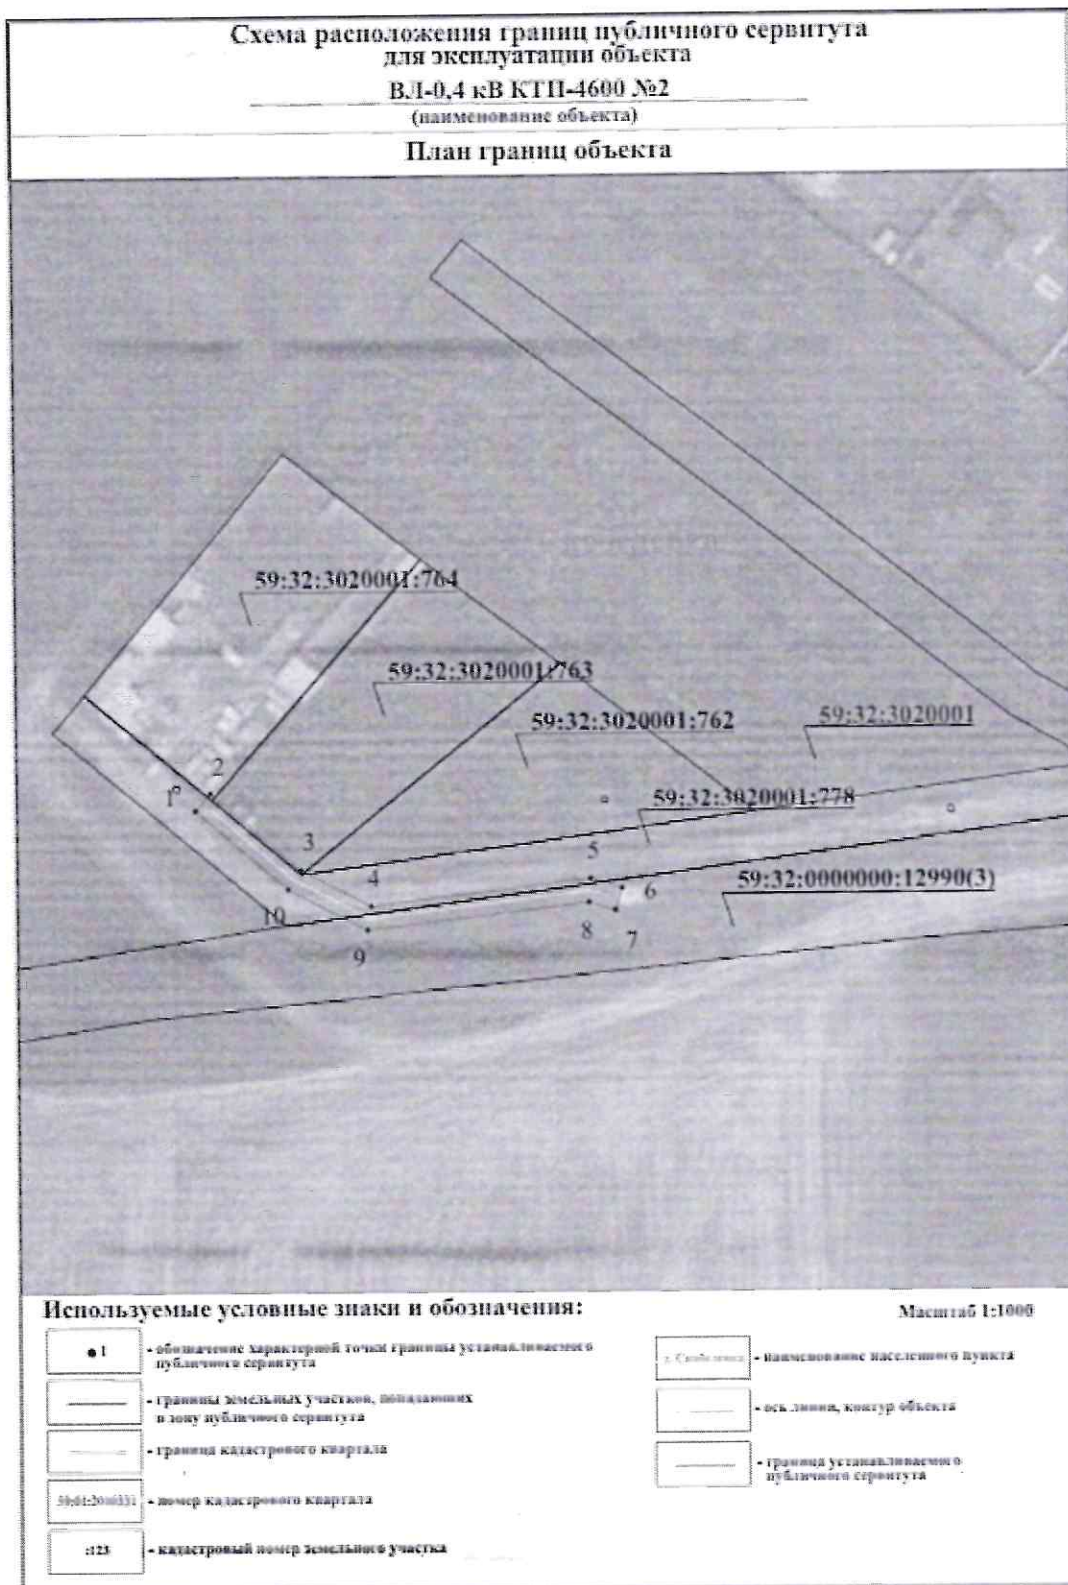 Схема расположения границ публичного сервитута
для эксплуатации объекта
ВЛ-0,4 кВ КТП-4600 №2
(наименование объекта)
План границ объекта
59:32:3020001:764
59:32:3020001:763
59:32:3020001:762
59:32:3020001
59:32:3020001:778
59:32:0000000:12990(3)
2
1
3
4
5
6
10
8
7
9
Используемые условные знаки и обозначения:
Масштаб 1:1000
1
- обозначение характерной точки границы устанавливаемого
публичного сервитута
- границы земельных участков, попадающих
в зону публичного сервитута
- граница кадастрового квартала
- номер кадастрового квартала
:123
- кадастровый номер земельного участка
- наименование населенного пункта
- ось линии, контур объекта
- граница устанавливаемого
публичного сервитута